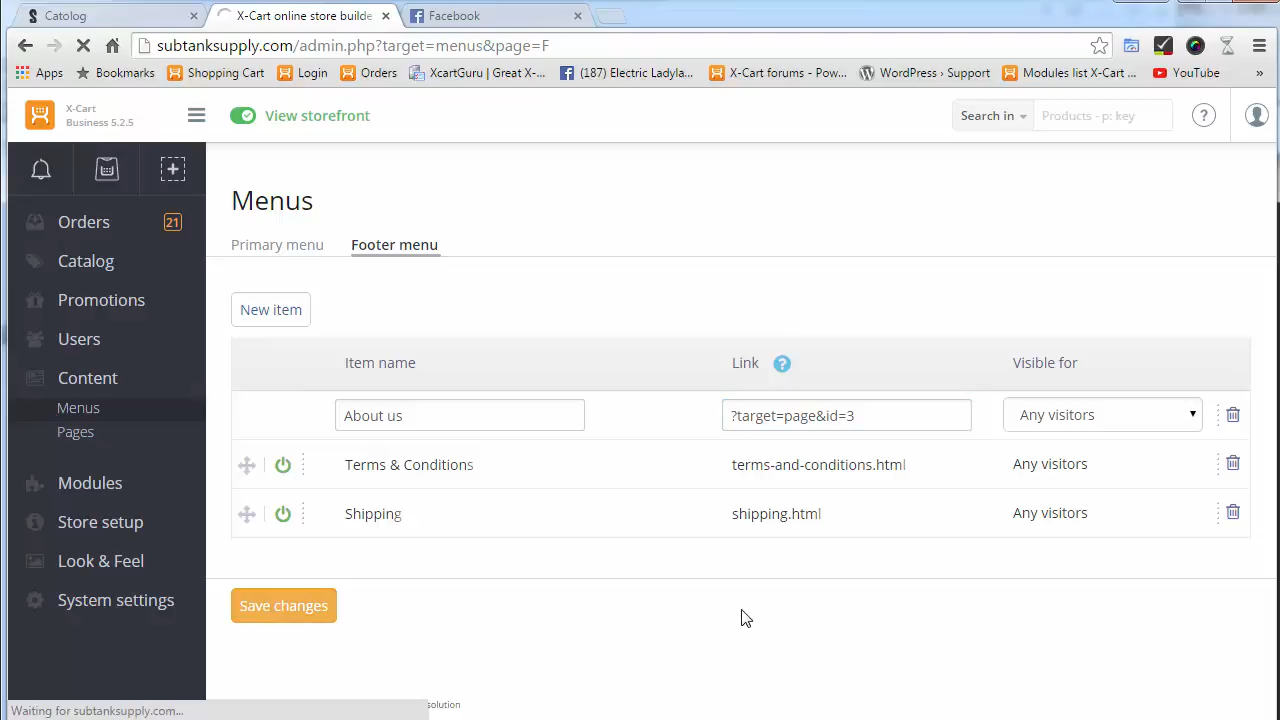 Catolog
X-Cart online store builde
Facebook
subtanksupply.com/admin.php?target=menus&page=F
Apps
Bookmarks
Shopping Cart
Login
Orders
XcartGuru | Great X-...
(187) Electric Ladyla...
X-Cart forums - Pow...
WordPress › Support
Modules list X-Cart ...
YouTube
»
X-Cart
Business 5.2.5
View storefront
Search in
Products - p: key
?
Menus
Primary menu
Footer menu
Orders
21
Catalog
Promotions
Users
Content
Menus
Pages
Modules
Store setup
Look & Feel
System settings
New item
Item name
Link
?
Visible for
About us
?target=page&id=3
Any visitors
Terms & Conditions
terms-and-conditions.html
Any visitors
Shipping
shipping.html
Any visitors
Save changes
Waiting for subtanksupply.com...
solution